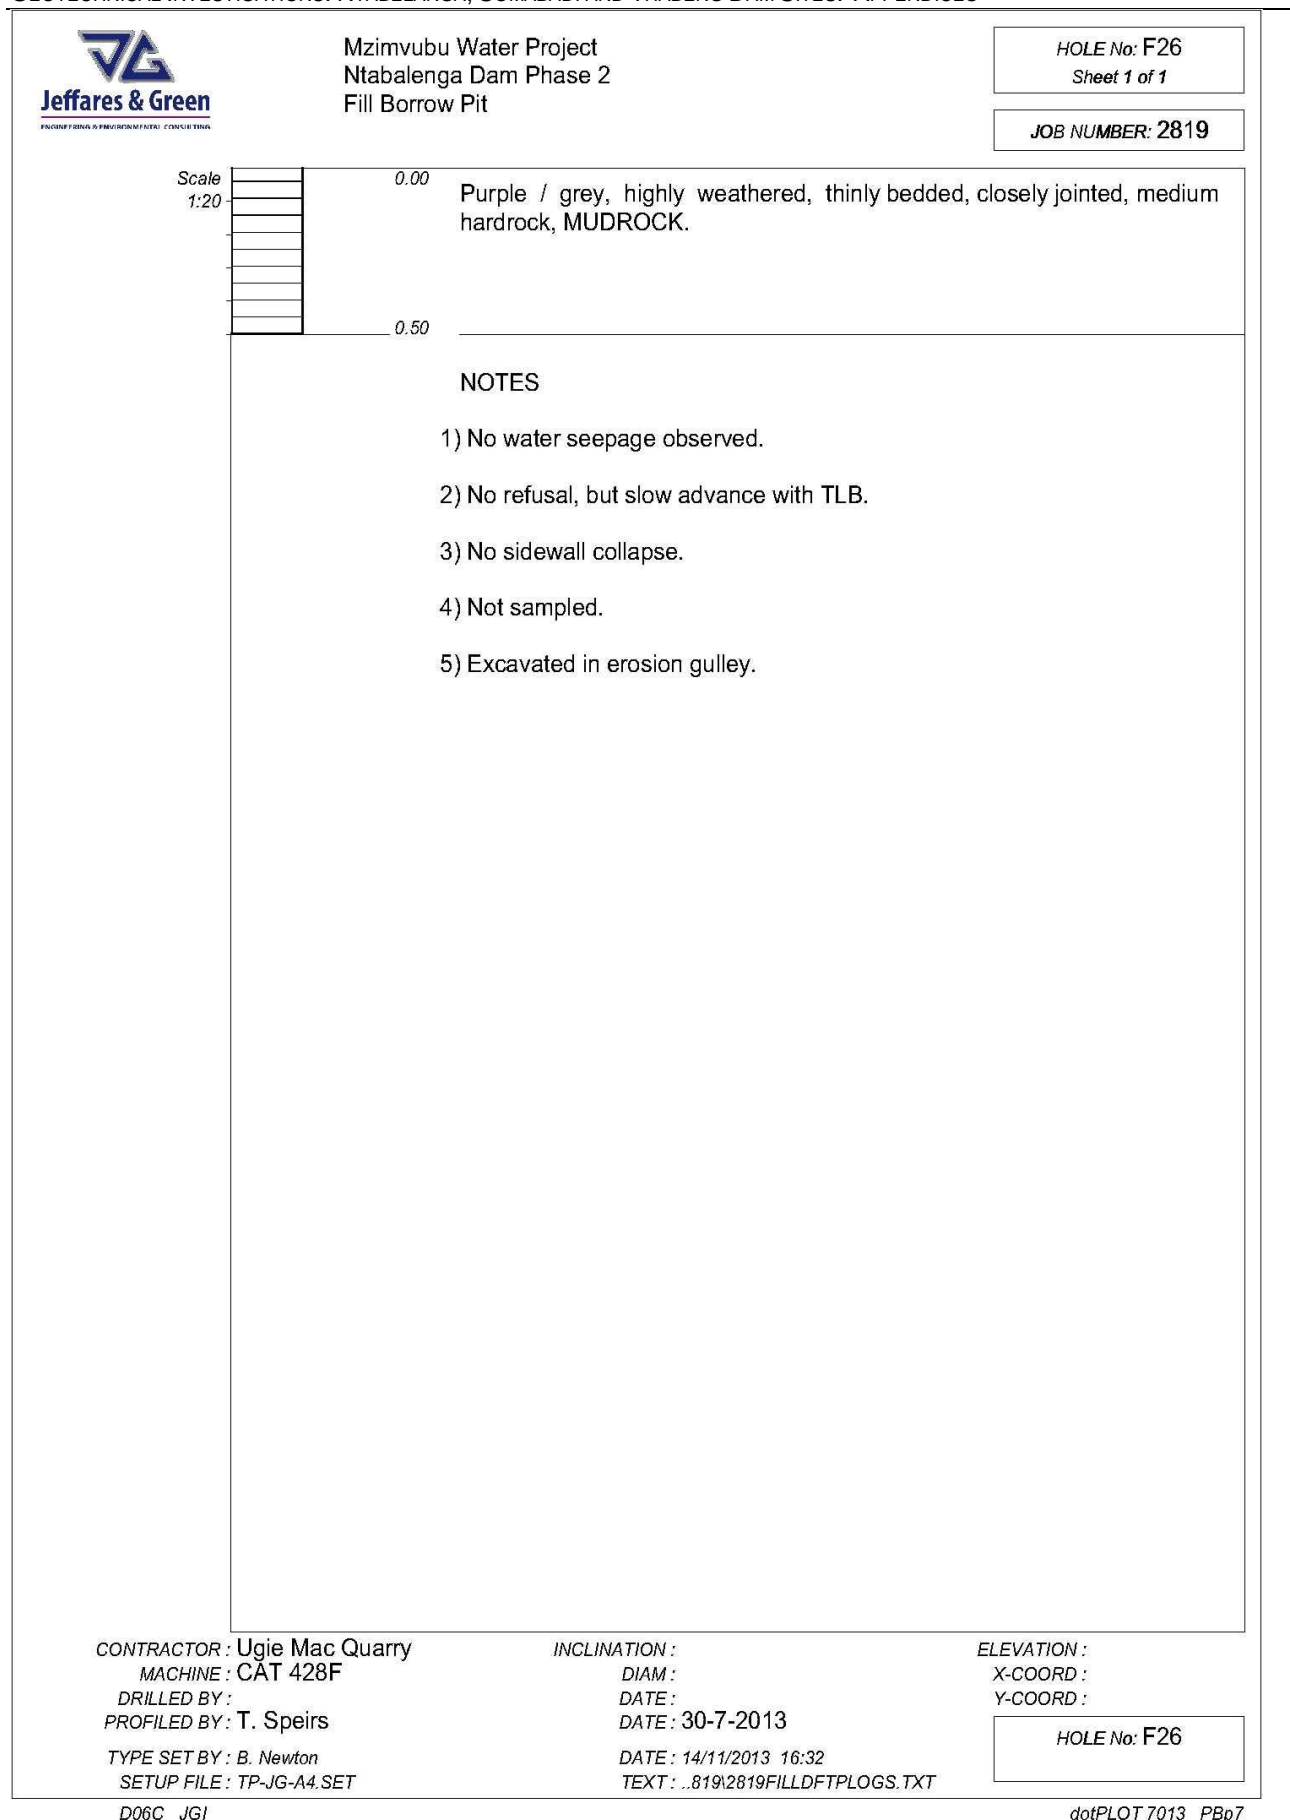 Jeffares & Green
ENGINEERING & ENVIRONMENTAL CONSULTING
Mzimvubu Water Project
Ntabalenga Dam Phase 2
Fill Borrow Pit
HOLE No: F26
Sheet 1 of 1
JOB NUMBER: 2819
Scale
1:20
0.00
Purple / grey, highly weathered, thinly bedded, closely jointed, medium
hardrock, MUDROCK.
0.50
NOTES
1) No water seepage observed.
2) No refusal, but slow advance with TLB.
3) No sidewall collapse.
4) Not sampled.
5) Excavated in erosion gulley.
CONTRACTOR : Ugie Mac Quarry
MACHINE : CAT 428F
DRILLED BY :
PROFILED BY : T. Speirs
TYPE SET BY : B. Newton
SETUP FILE : TP-JG-A4.SET
INCLINATION :
DIAM :
DATE :
DATE : 30-7-2013
DATE : 14/11/2013 16:32
TEXT : ..819\2819FILLDFTPLOGS.TXT
ELEVATION :
X-COORD :
Y-COORD :
HOLE No: F26
D06C JGI
dotPLOT 7013 PBp7